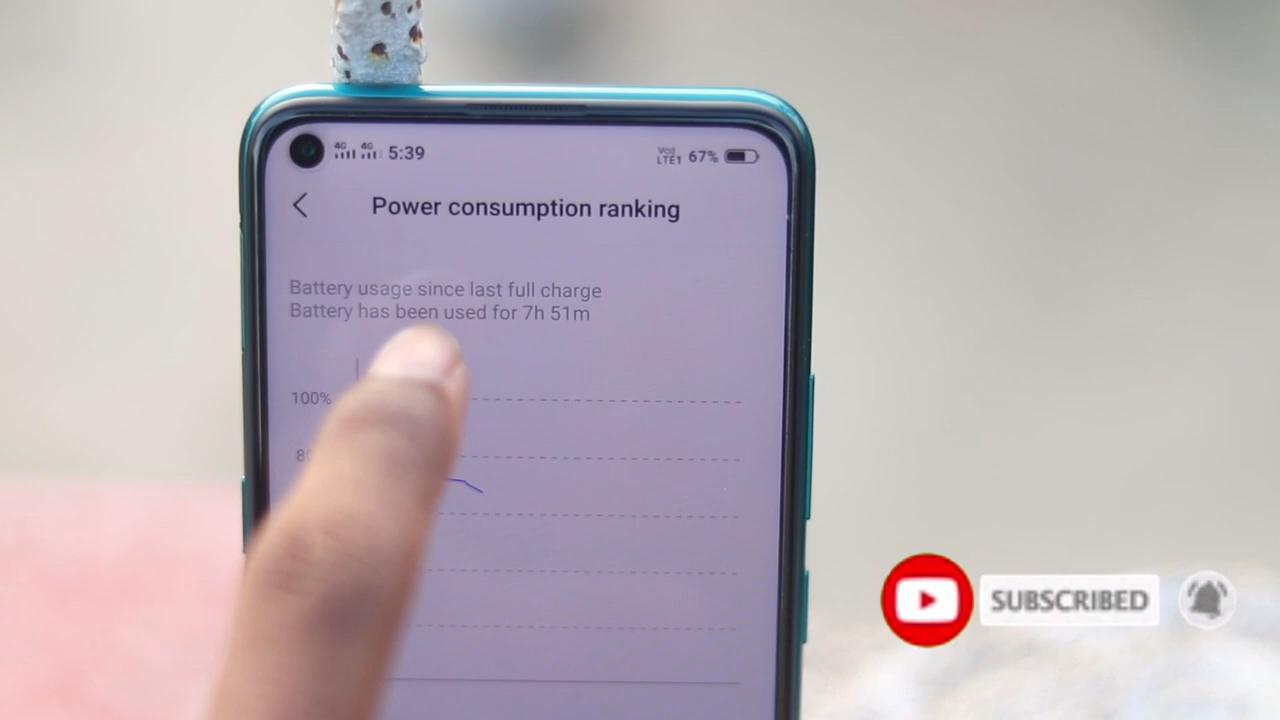 4G 4G 5:39
Vo)) LTE1 67%
Power consumption ranking
Battery usage since last full charge
Battery has been used for 7h 51m
100%
SUBSCRIBED